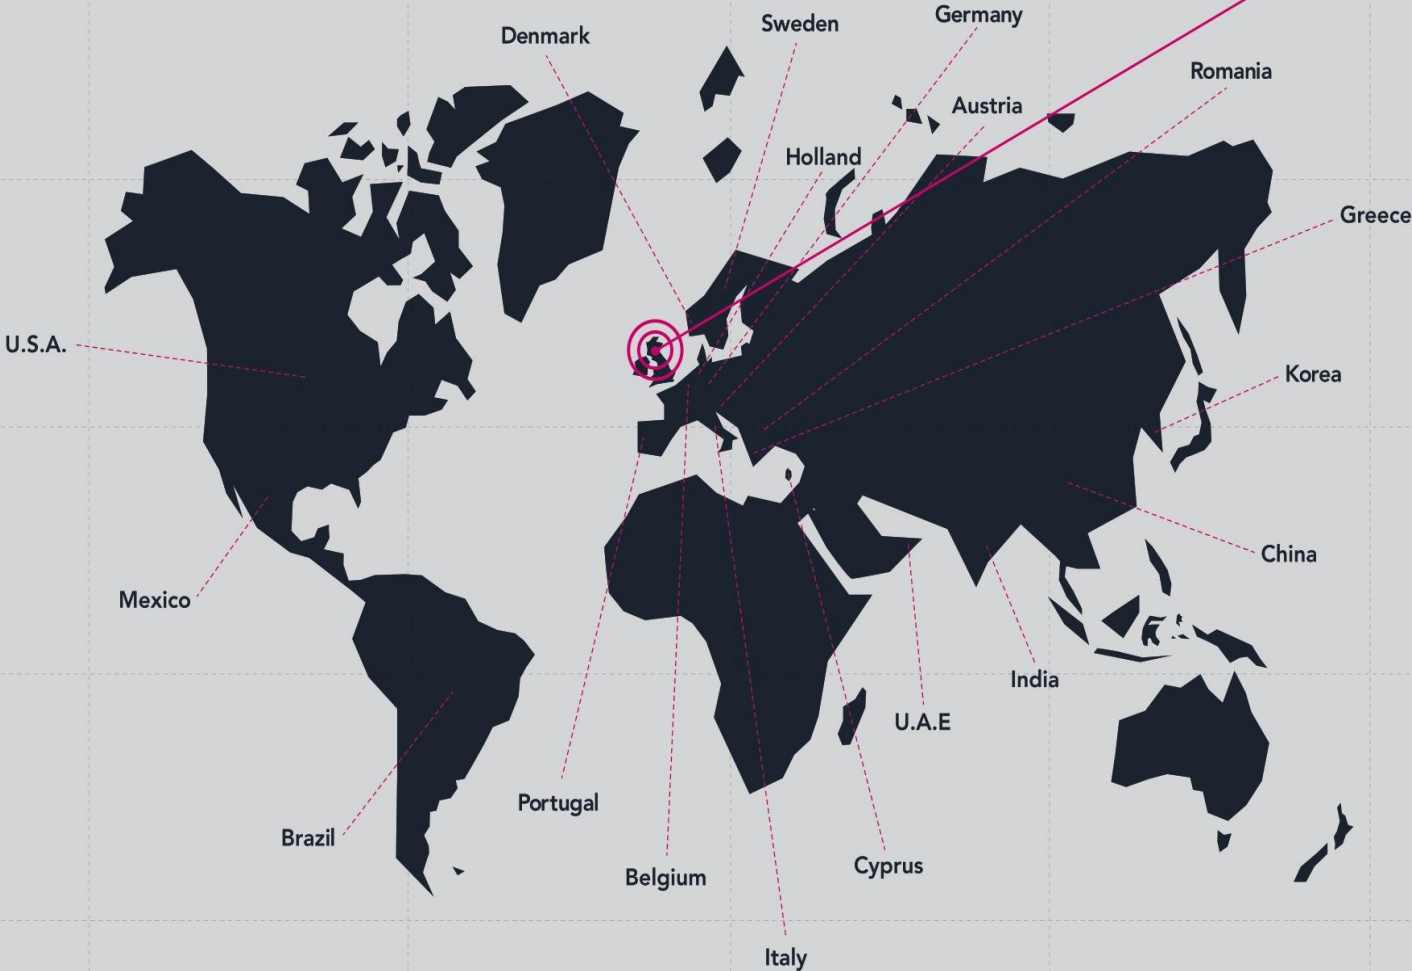 Germany
Sweden
Denmark
Romania
Austria
Holland
Greece
U.S.A.
Korea
China
Mexico
India
U.A.E
Portugal
Brazil
Cyprus
Belgium
Italy